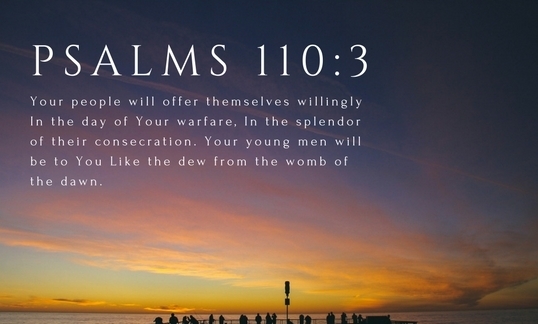 PSALMS 110:3
Your people will offer themselves willingly
In the day of Your warfare, In the splendor
of their consecration. Your young men will
be to You Like the dew from the womb of
the dawn.